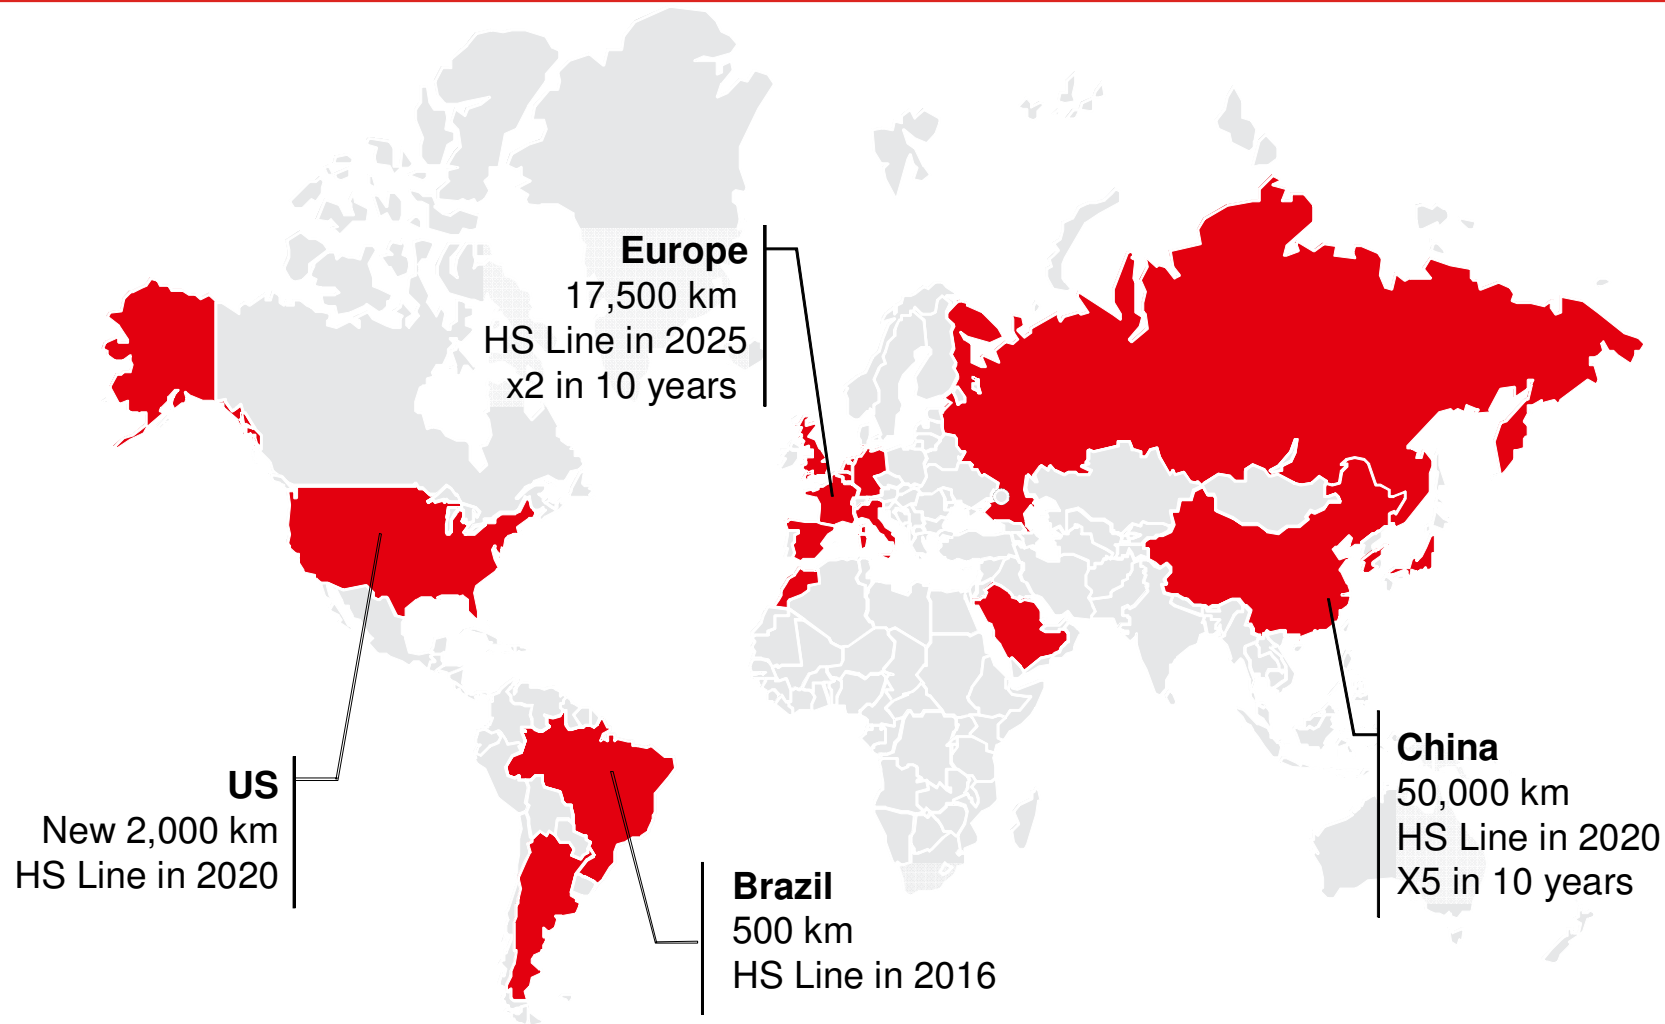 Europe
17,500 km
HS Line in 2025
x2 in 10 years
US
New 2,000 km
HS Line in 2020
Brazil
500 km
HS Line in 2016
China
50,000 km
HS Line in 2020
X5 in 10 years